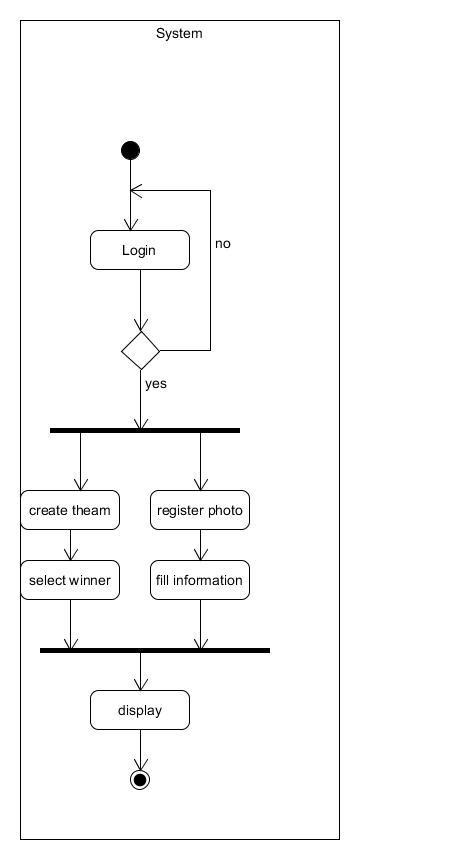 System
Login
no
yes
create theam
register photo
select winner
fill information
display